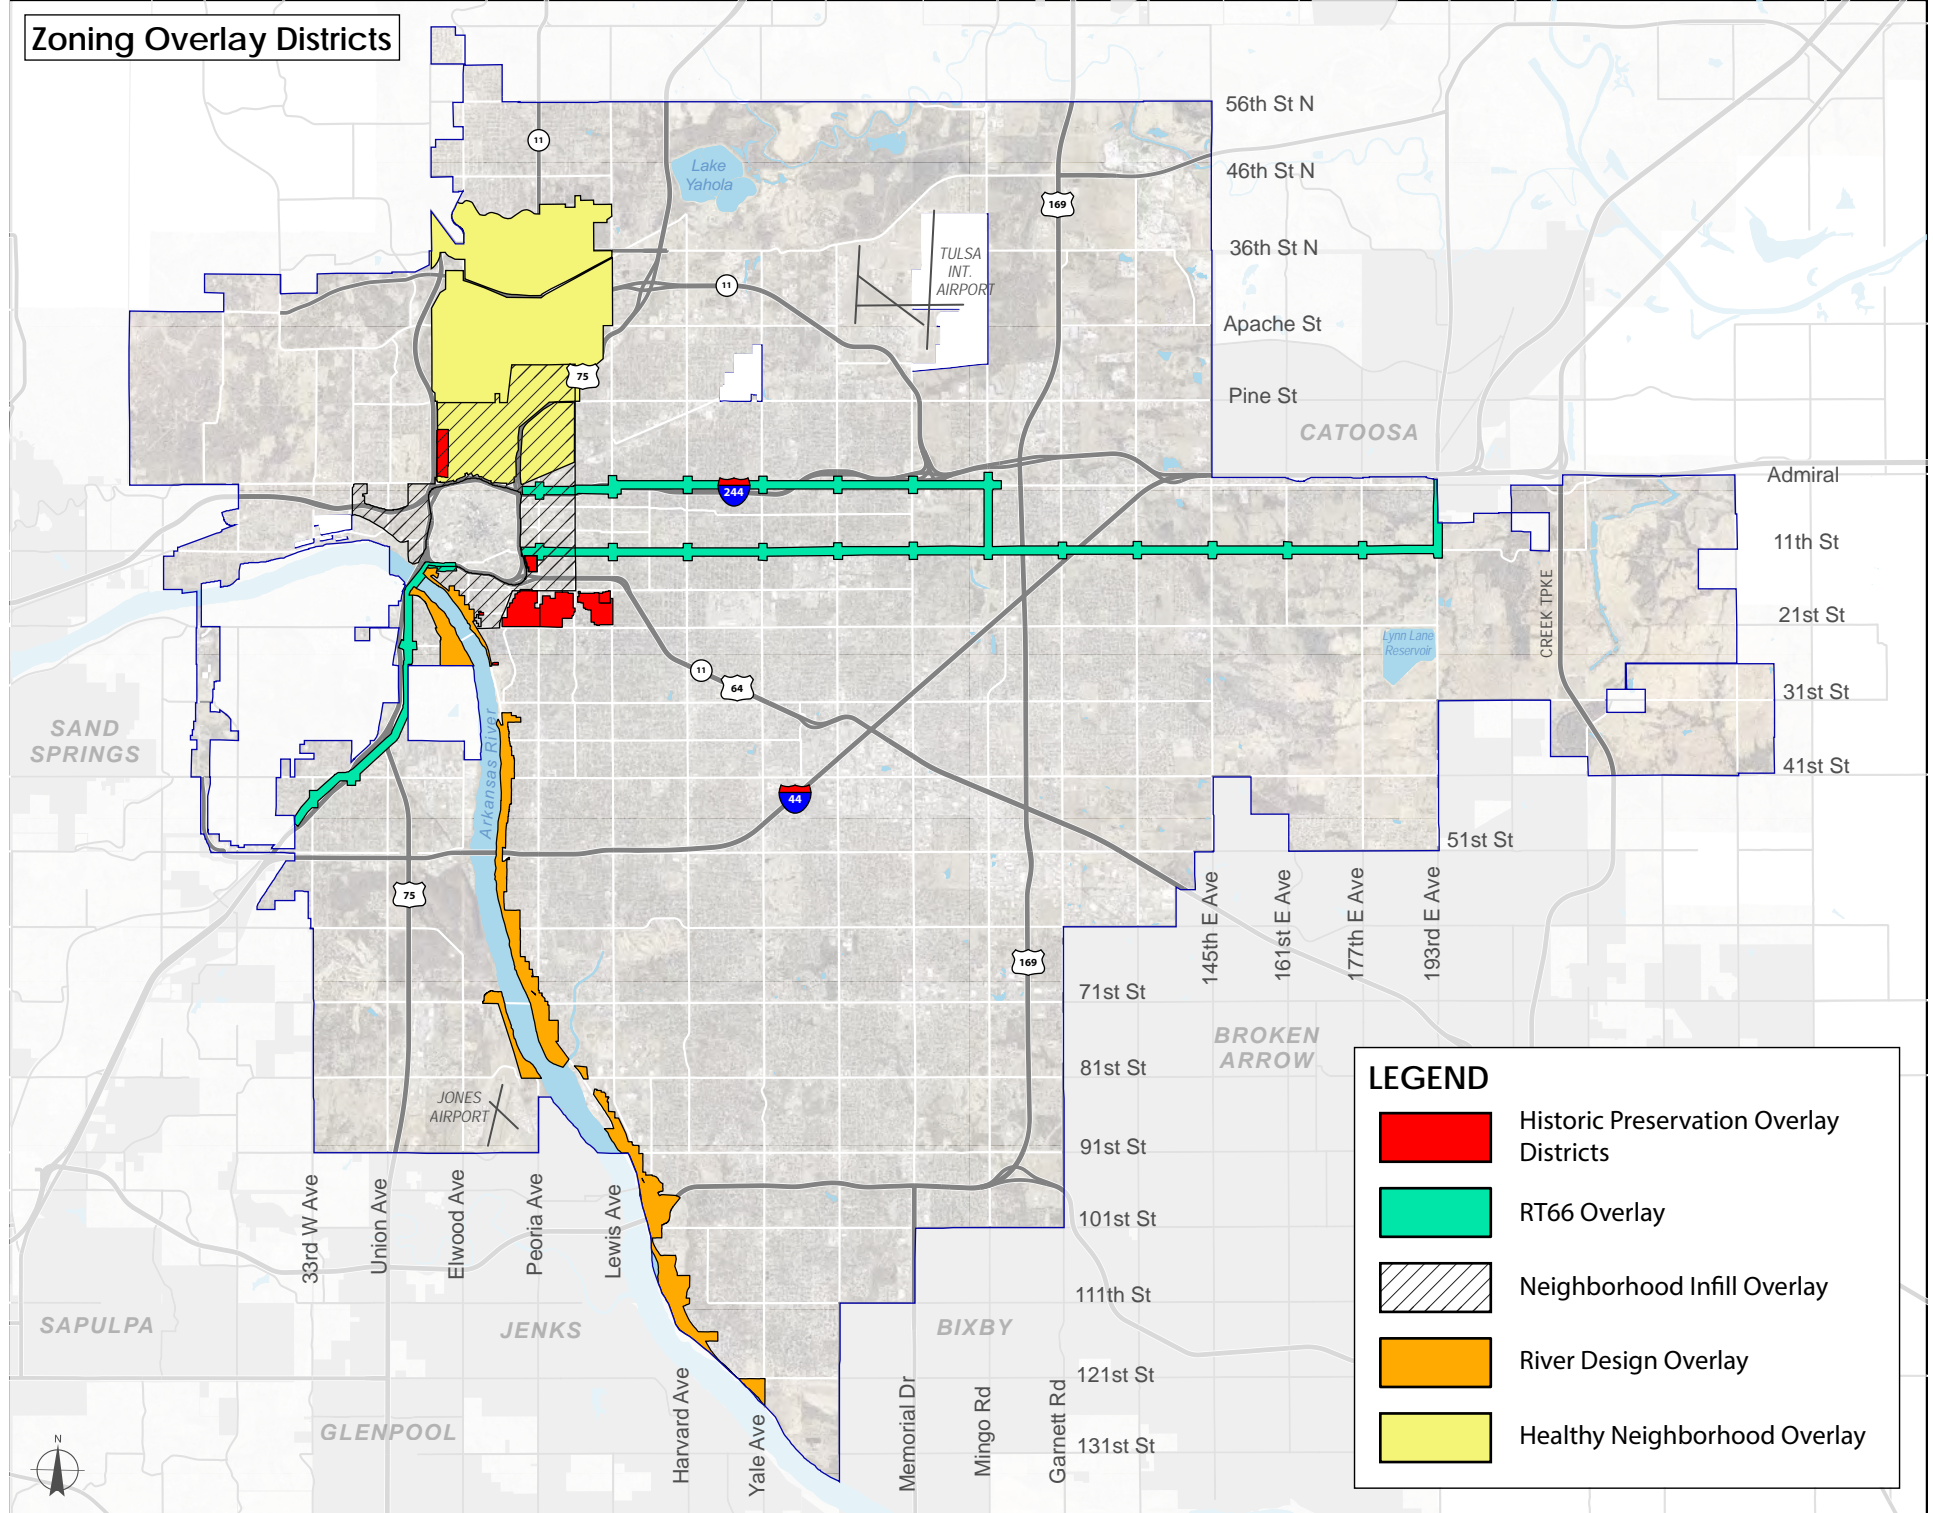 Zoning Overlay Districts
56th St N
11
46th St N
Lake
Yahola
169
36th St N
TULSA
INT.
AIRPORT
11
Apache St
75
Pine St
CATOOSA
Admiral
244
11th St
CREEK TPKE
21st St
Lynn Lane
Reservoir
11
64
31st St
SAND
SPRINGS
Arkansas River
41st St
44
51st St
75
145th E Ave
161st E Ave
177th E Ave
193rd E Ave
169
71st St
BROKEN
ARROW
81st St
JONES
AIRPORT
91st St
33rd W Ave
Union Ave
Elwood Ave
Peoria Ave
Lewis Ave
101st St
111th St
SAPULPA
JENKS
BIXBY
121st St
Harvard Ave
Yale Ave
Memorial Dr
Mingo Rd
Garnett Rd
GLENPOOL
131st St
N
LEGEND
Historic Preservation Overlay
Districts
RT66 Overlay
Neighborhood Infill Overlay
River Design Overlay
Healthy Neighborhood Overlay